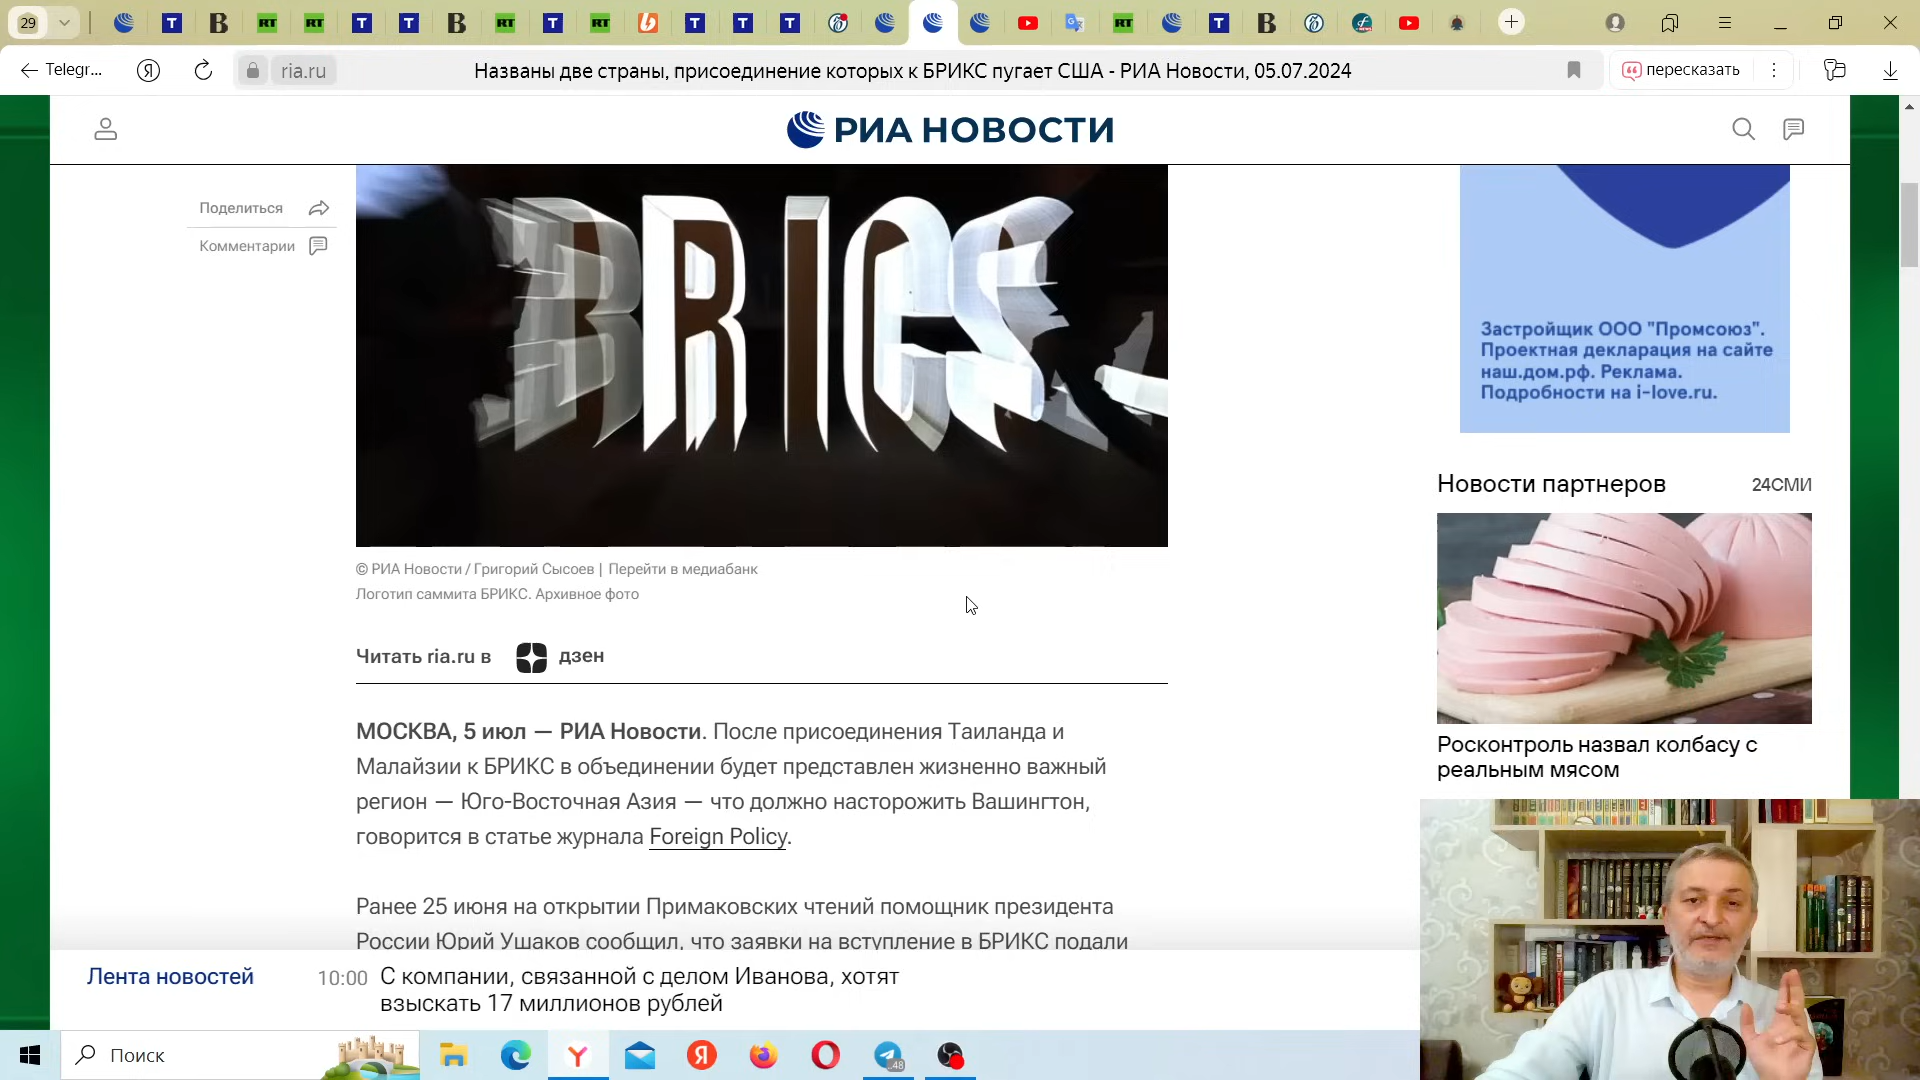 29
Telegr...
ria.ru
Названы две страны, присоединение которых к БРИКС пугает США - РИА Новости, 05.07.2024
пересказать
РИА НОВОСТИ
Поделиться
Комментарии
BRICS
© РИА Новости / Григорий Сысоев | Перейти в медиабанк
Логотип саммита БРИКС. Архивное фото
Читать ria.ru в дзен
МОСКВА, 5 июл — РИА Новости. После присоединения Таиланда и
Малайзии к БРИКС в объединении будет представлен жизненно важный
регион — Юго-Восточная Азия — что должно насторожить Вашингтон,
говорится в статье журнала Foreign Policy.
Ранее 25 июня на открытии Примаковских чтений помощник президента
России Юрий Ушаков сообщил, что заявки на вступление в БРИКС подали
Застройщик ООО "Промсоюз".
Проектная декларация на сайте
наш.дом.рф. Реклама.
Подробности на i-love.ru.
Новости партнеров
24СМИ
Росконтроль назвал колбасу с
реальным мясом
Лента новостей
10:00 С компании, связанной с делом Иванова, хотят
взыскать 17 миллионов рублей
Поиск
48